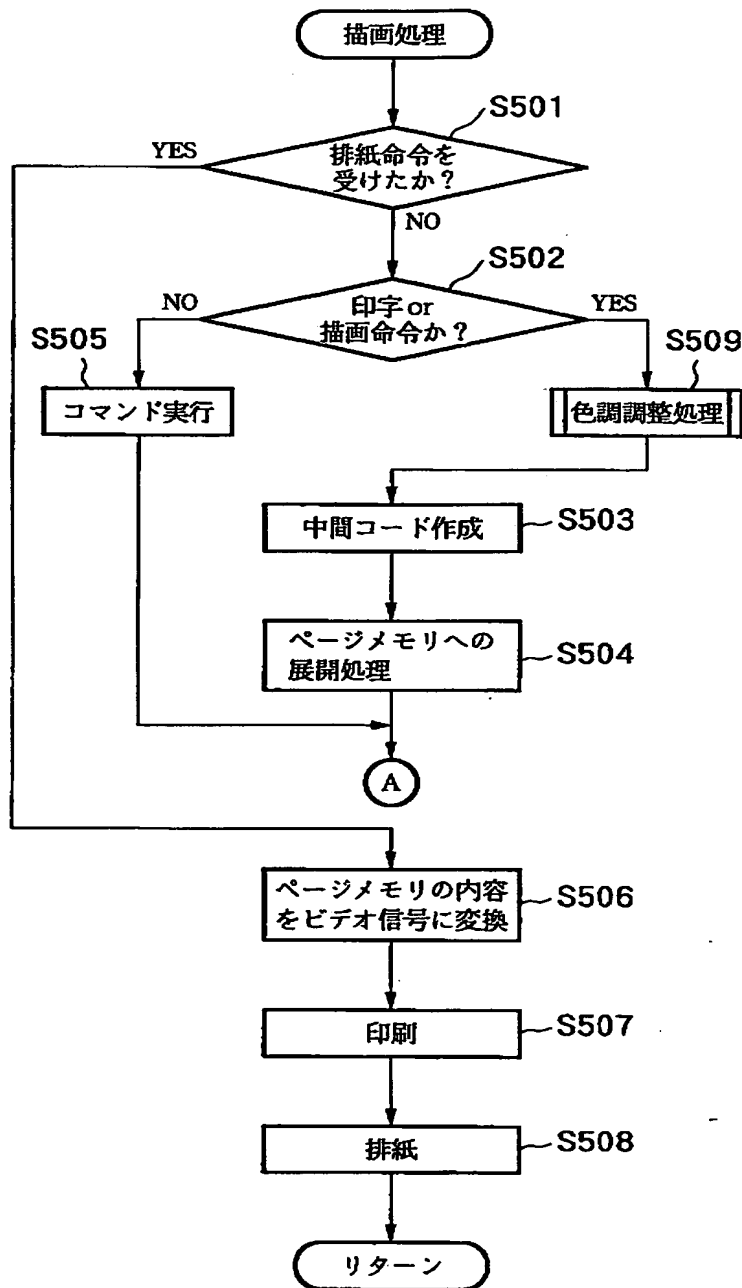 描画処理
S501
YES
排紙命令を
受けたか?
NO
S502
NO
印字or
描画命令か?
YES
S505
S509
コマンド実行
色調調整処理
中間コード作成
S503
ページメモリへの
展開処理
S504
A
ページメモリの内容
をビデオ信号に変換
S506
印刷
S507
排紙
S508
リターン